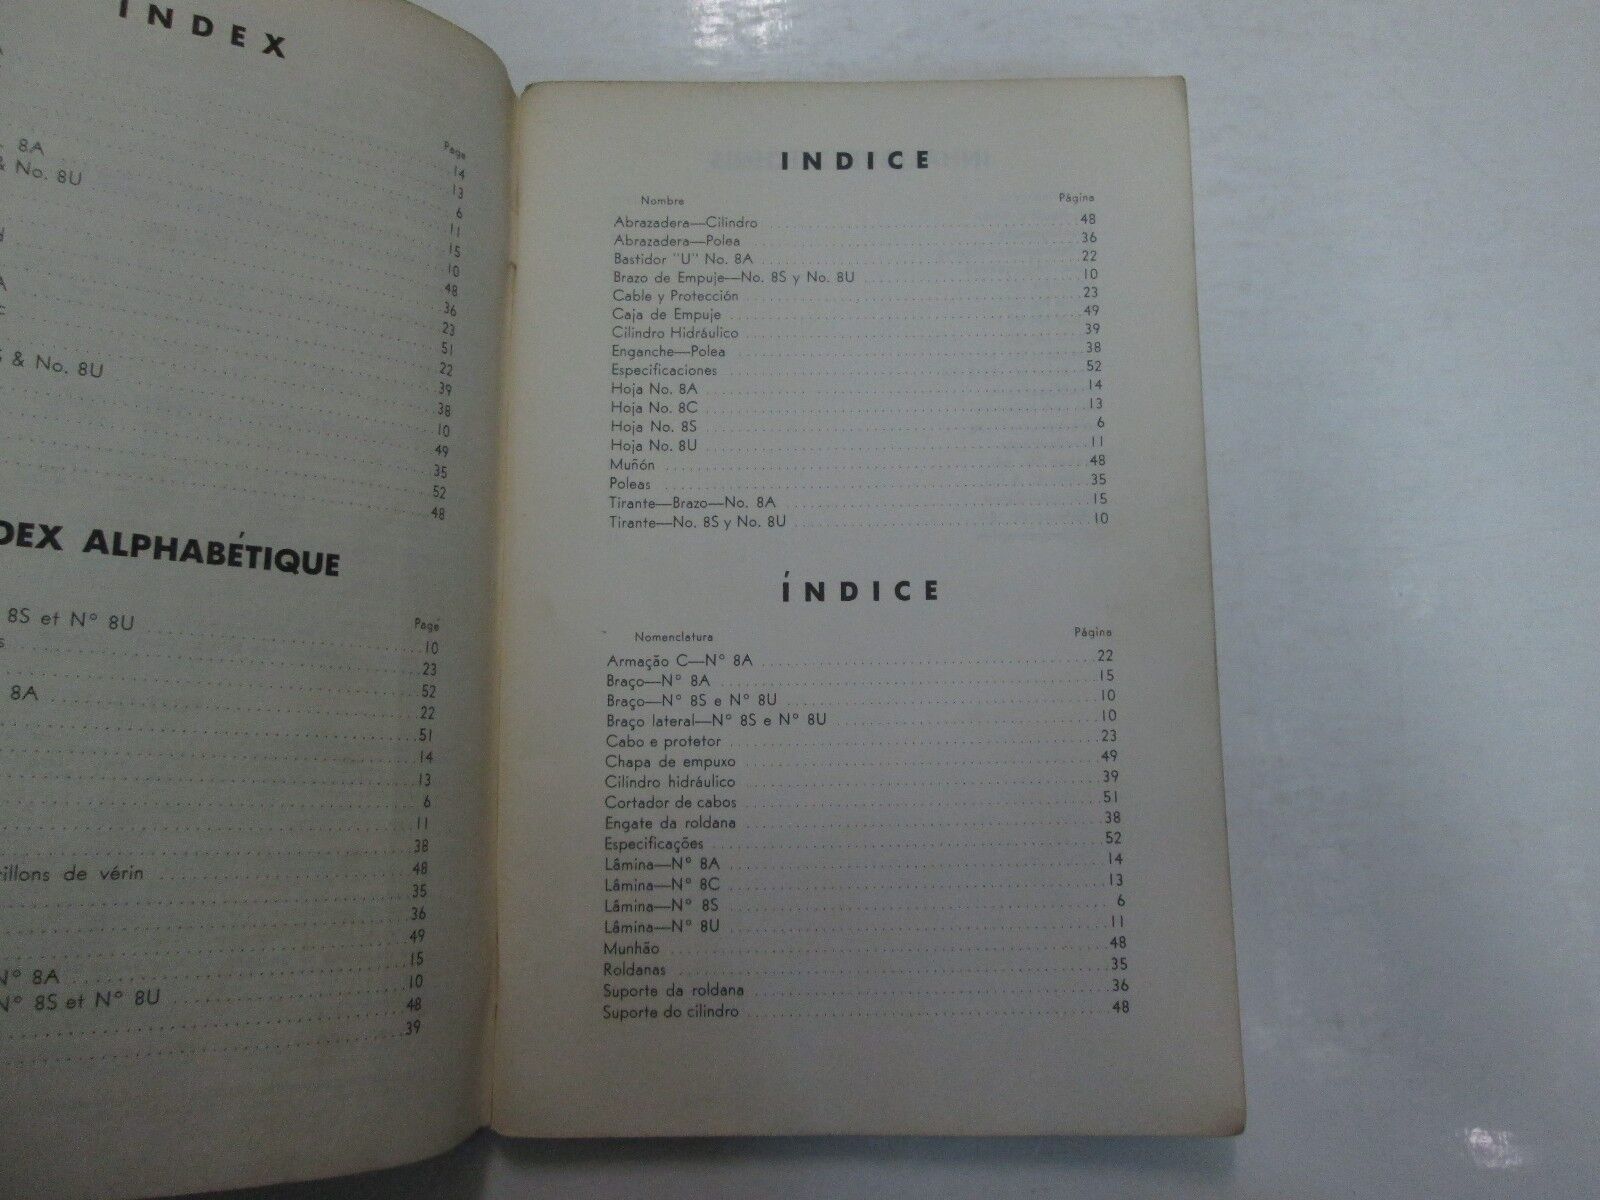 INDEX
Page
8A 14
& No. 8U 13
6
11
15
10
48
36
23
51
& No. 8U 22
39
38
10
49
35
52
48
ALPHABÉTIQUE
Page
8S et N° 8U 10
23
52
8A 22
51
14
13
6
11
38
de vérin 48
35
36
49
15
N° 8A 10
N° 8S et N° 8U 48
39
INDICE
Nombre Página
Abrazadera—Cilindro 48
Abrazadera—Polea 36
Bastidor "U" No. 8A 22
Brazo de Empuje—No. 8S y No. 8U 10
Cable y Protección 23
Caja de Empuje 49
Cilindro Hidráulico 39
Enganche—Polea 38
Especificaciones 52
Hoja No. 8A 14
Hoja No. 8C 13
Hoja No. 8S 6
Hoja No. 8U 11
Muñón 48
Poleas 35
Tirante—Brazo—No. 8A 15
Tirante—No. 8S y No. 8U 10
ÍNDICE
Nomenclatura Página
Armação C—N° 8A 22
Braço—N° 8A 15
Braço—N° 8S e N° 8U 10
Braço lateral—N° 8S e N° 8U 10
Cabo e protetor 23
Chapa de empuxo 49
Cilindro hidráulico 39
Cortador de cabos 51
Engate da roldana 38
Especificações 52
Lâmina—N° 8A 14
Lâmina—N° 8C 13
Lâmina—N° 8S 6
Lâmina—N° 8U 11
Munhão 48
Roldanas 35
Suporte da roldana 36
Suporte do cilindro 48